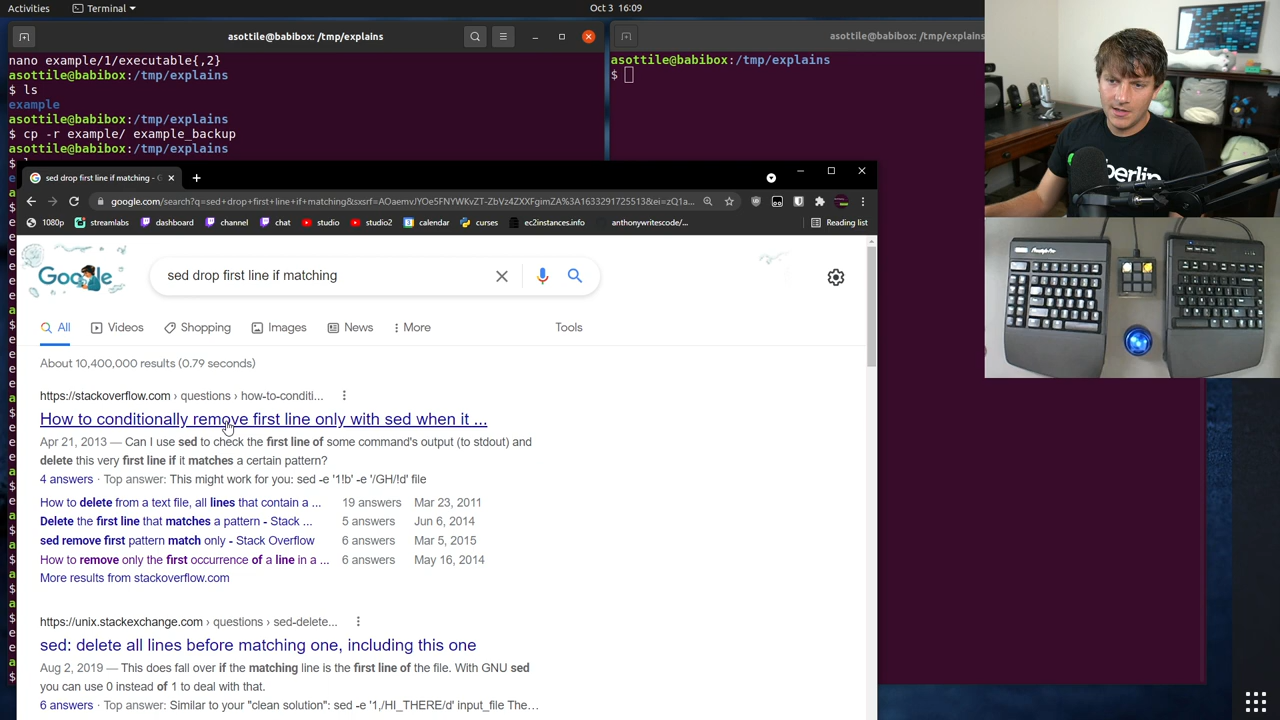 Activities
Terminal
Oct 3 16:09
asottile@babibox: /tmp/explains
asottile@babibox: /tmp/explains
nano example/1/executable{,2}
asottile@babibox:/tmp/explains
$ ls
example
asottile@babibox:/tmp/explains
$ cp -r example/ example_backup
asottile@babibox:/tmp/explains
$
asottile@babibox:/tmp/explains
$
sed drop first line if matching - G
google.com/search?q=sed+drop+first+line+if+matching&sxsrf=AOaemvJYOe5FNYWKvZT-ZbVz4ZXXFgimZA%3A1633291725513&ei=zQ1a...
1080p
streamlabs
dashboard
channel
chat
studio
studio2
calendar
curses
ec2instances.info
anthonywritescode/...
Reading list
Google
sed drop first line if matching
All
Videos
Shopping
Images
News
More
Tools
About 10,400,000 results (0.79 seconds)
https://stackoverflow.com › questions › how-to-conditi...
How to conditionally remove first line only with sed when it ...
Apr 21, 2013 — Can I use sed to check the first line of some command's output (to stdout) and
delete this very first line if it matches a certain pattern?
4 answers · Top answer: This might work for you: sed -e '1!b' -e '/GH/!d' file
How to delete from a text file, all lines that contain a ... 19 answers Mar 23, 2011
Delete the first line that matches a pattern - Stack ... 5 answers Jun 6, 2014
sed remove first pattern match only - Stack Overflow 6 answers Mar 5, 2015
How to remove only the first occurrence of a line in a ... 6 answers May 16, 2014
More results from stackoverflow.com
https://unix.stackexchange.com › questions › sed-delete...
sed: delete all lines before matching one, including this one
Aug 2, 2019 — This does fall over if the matching line is the first line of the file. With GNU sed
you can use 0 instead of 1 to deal with that.
6 answers · Top answer: Similar to your "clean solution": sed -e '1,/HI_THERE/d' input_file The...
berlin